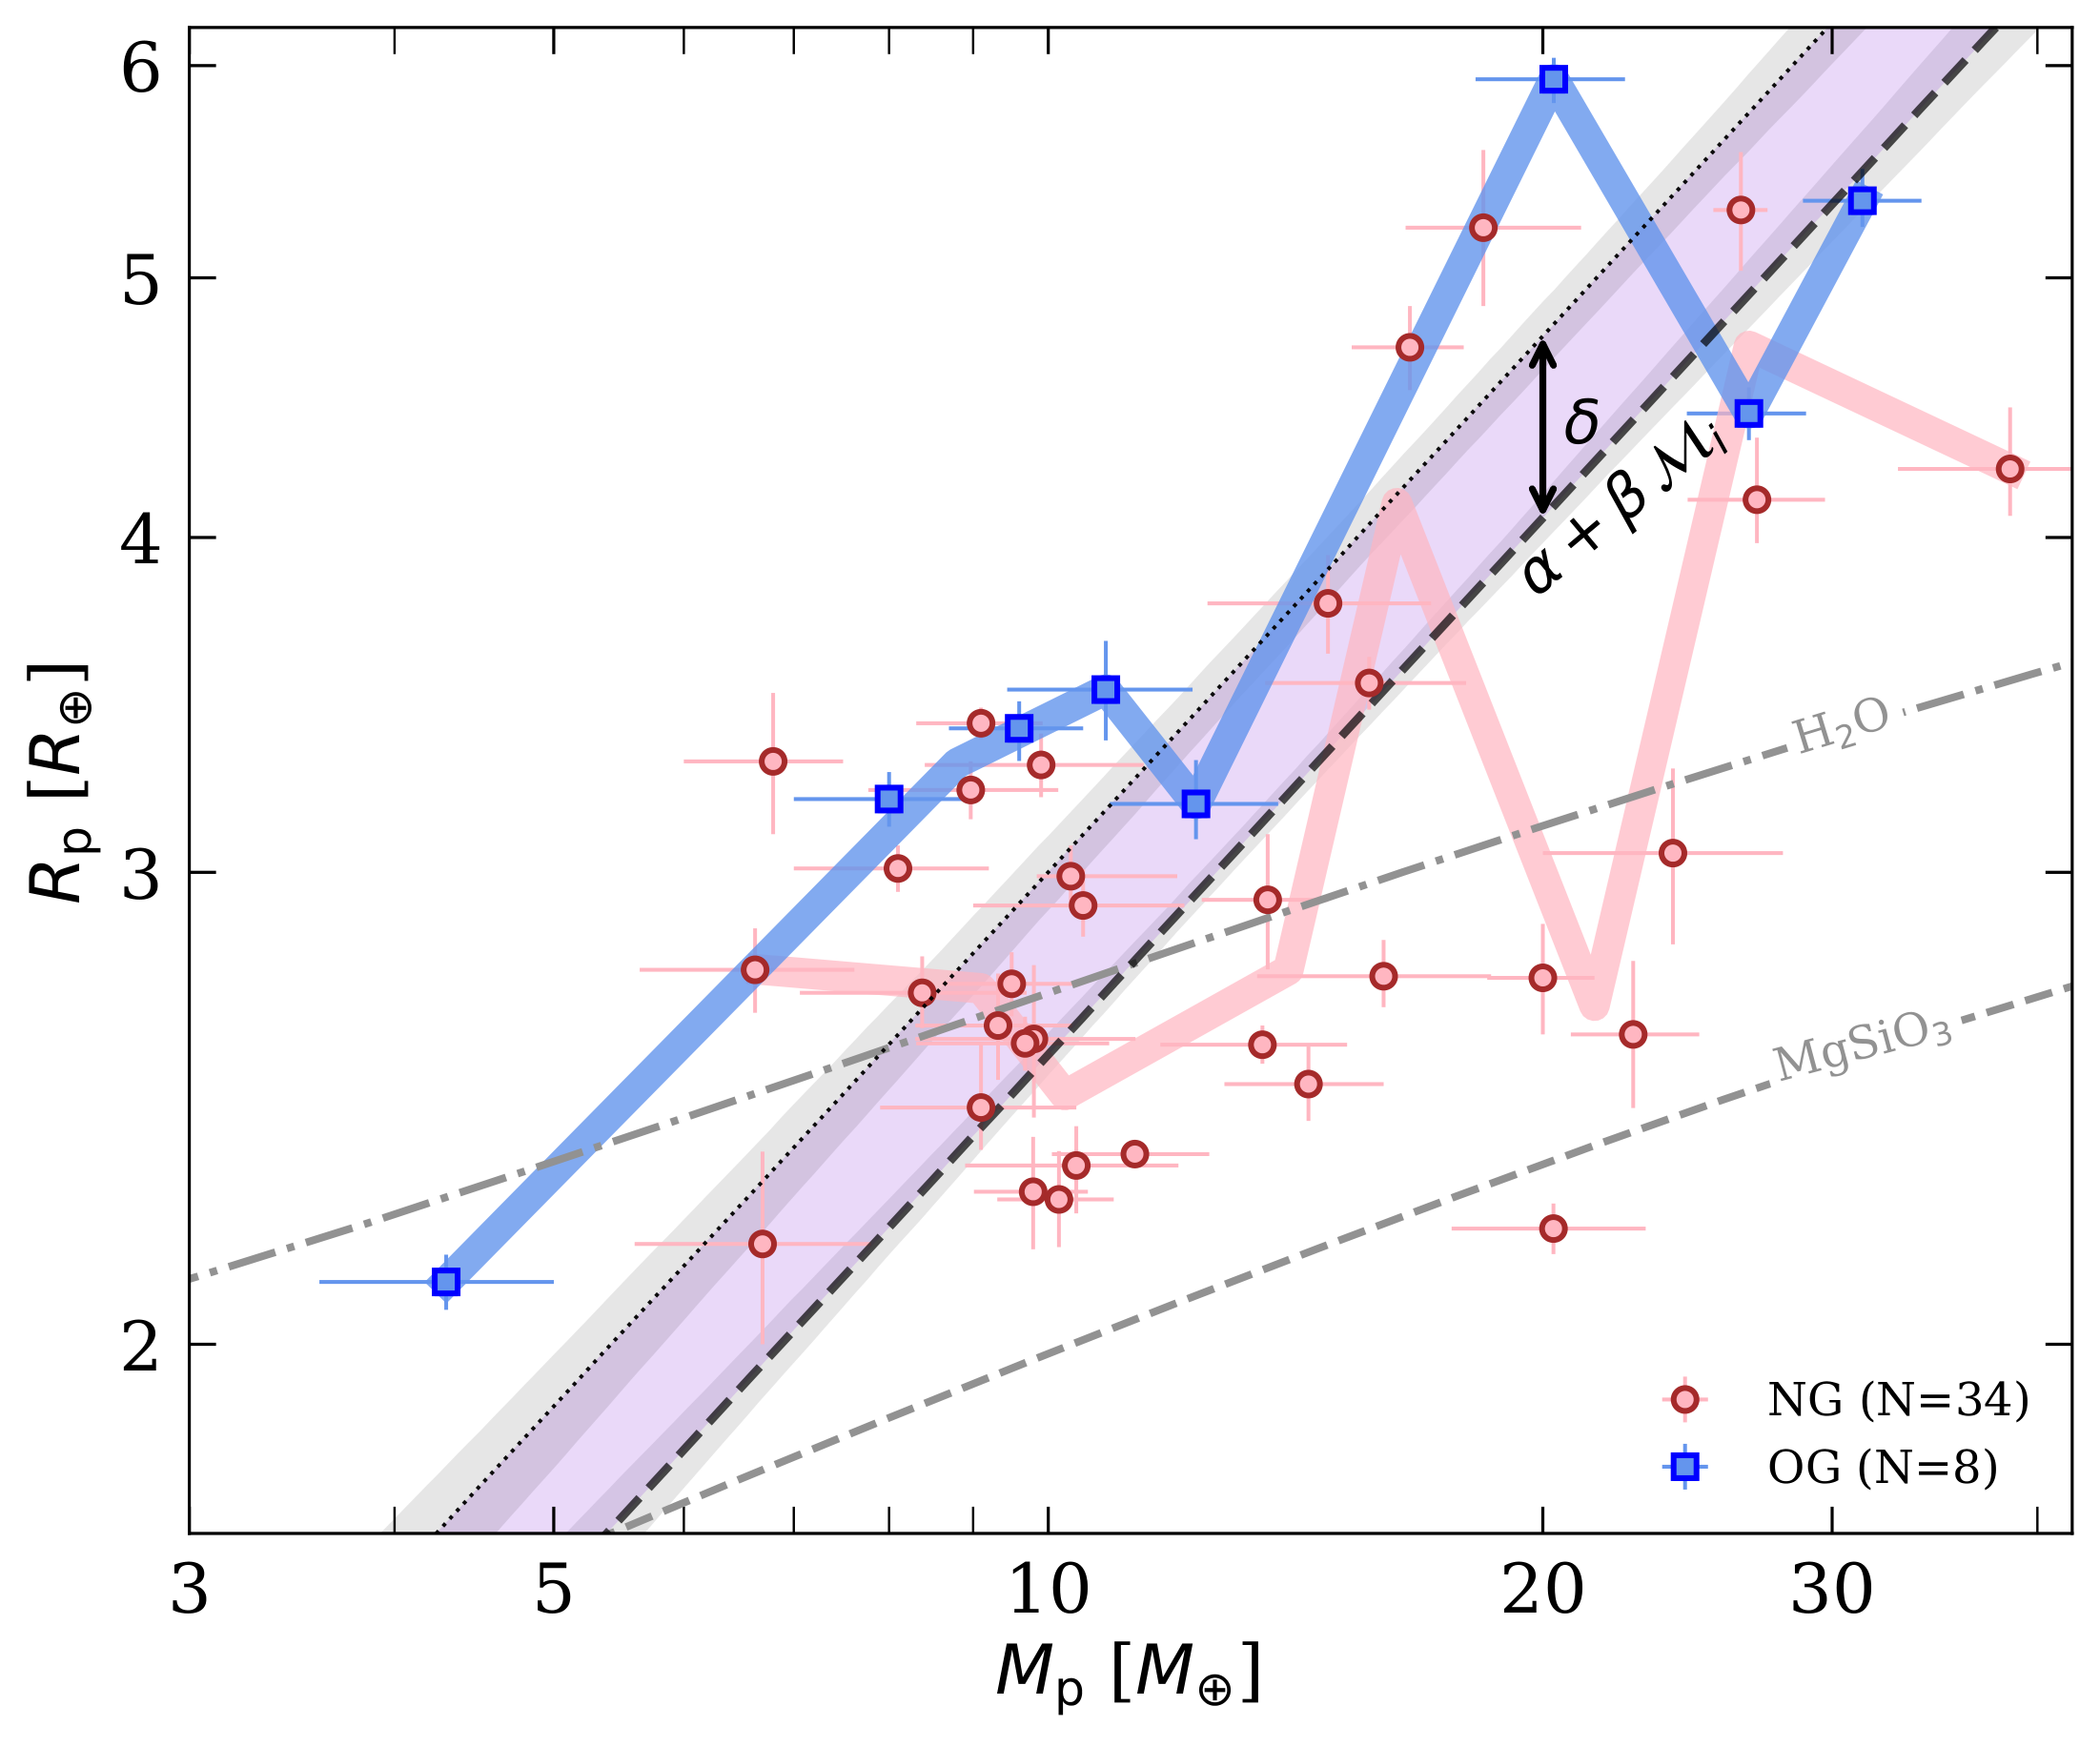 6
5
4
3
2
R_p [R_⊕]
δ
α + β ℳ_i
H₂O
MgSiO₃
NG (N=34)
OG (N=8)
3 5 10 20 30
M_p [M_⊕]